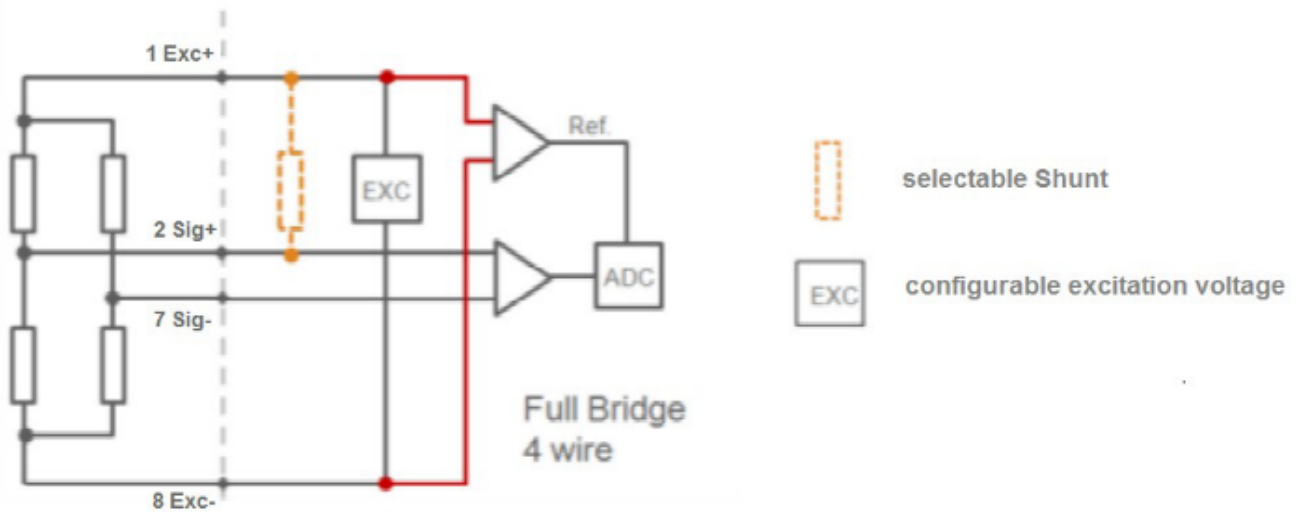 1 Exc+
Ref.
EXC
selectable Shunt
2 Sig+
ADC
EXC
configurable excitation voltage
7 Sig-
Full Bridge
4 wire
8 Exc-